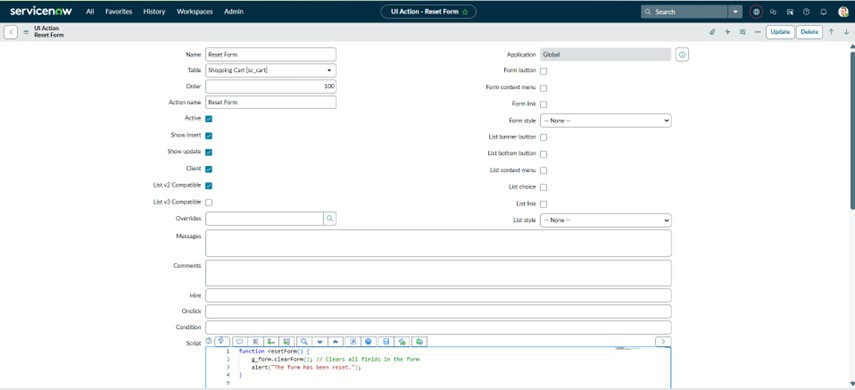 servicenow All Favorites History Workspaces Admin UI Action - Reset Form Search
UI Action
Reset Form
Update Delete
Name Reset Form Application Global
Table Shopping Cart [sc_cart] Form button
Order 100 Form context menu
Action name Reset Form Form link
Active Form style -- None --
Show insert List banner button
Show update List bottom button
Client List context menu
List v2 Compatible List choice
List v3 Compatible List link
Overrides List style -- None --
Messages
Comments
Hint
Onclick
Condition
Script
1 function resetForm() {
2 g_form.clearForm(); // Clears all fields in the form
3 alert("The form has been reset.");
4 }
5